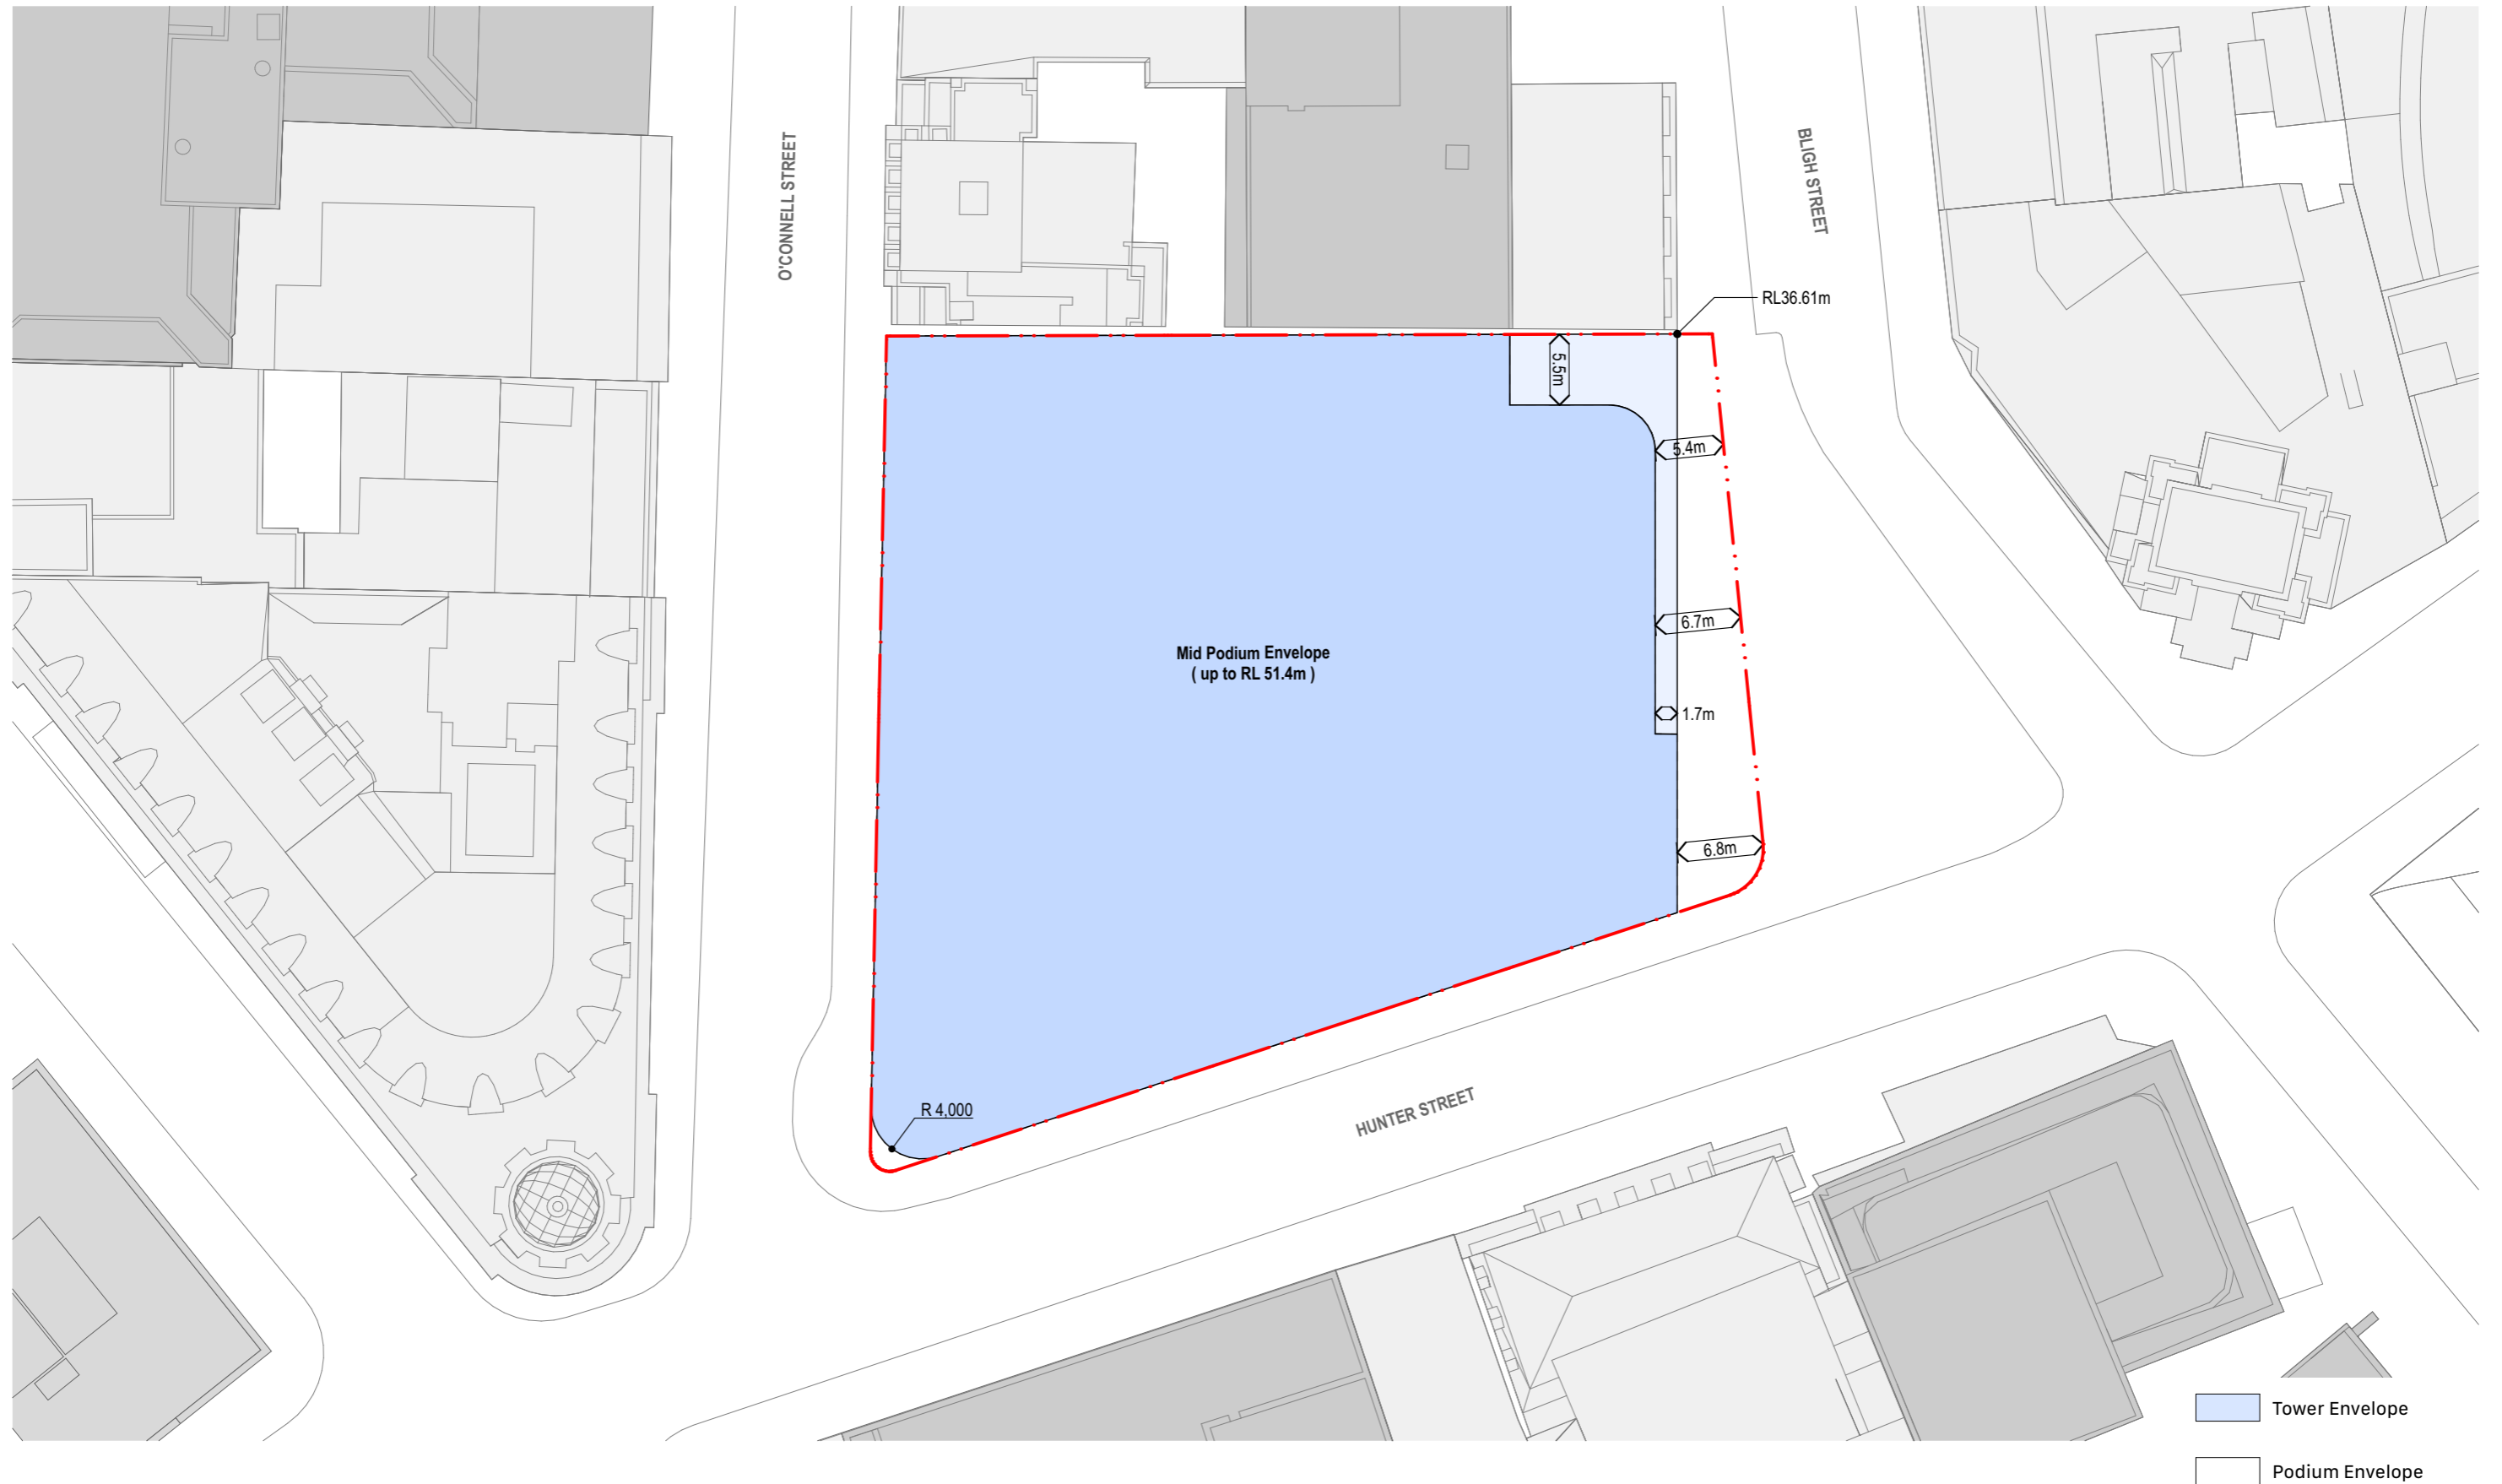 O'CONNELL STREET
BLIGH STREET
RL36.61m
5.5m
5.4m
6.7m
Mid Podium Envelope
( up to RL 51.4m )
1.7m
6.8m
R 4,000
HUNTER STREET
Tower Envelope
Podium Envelope